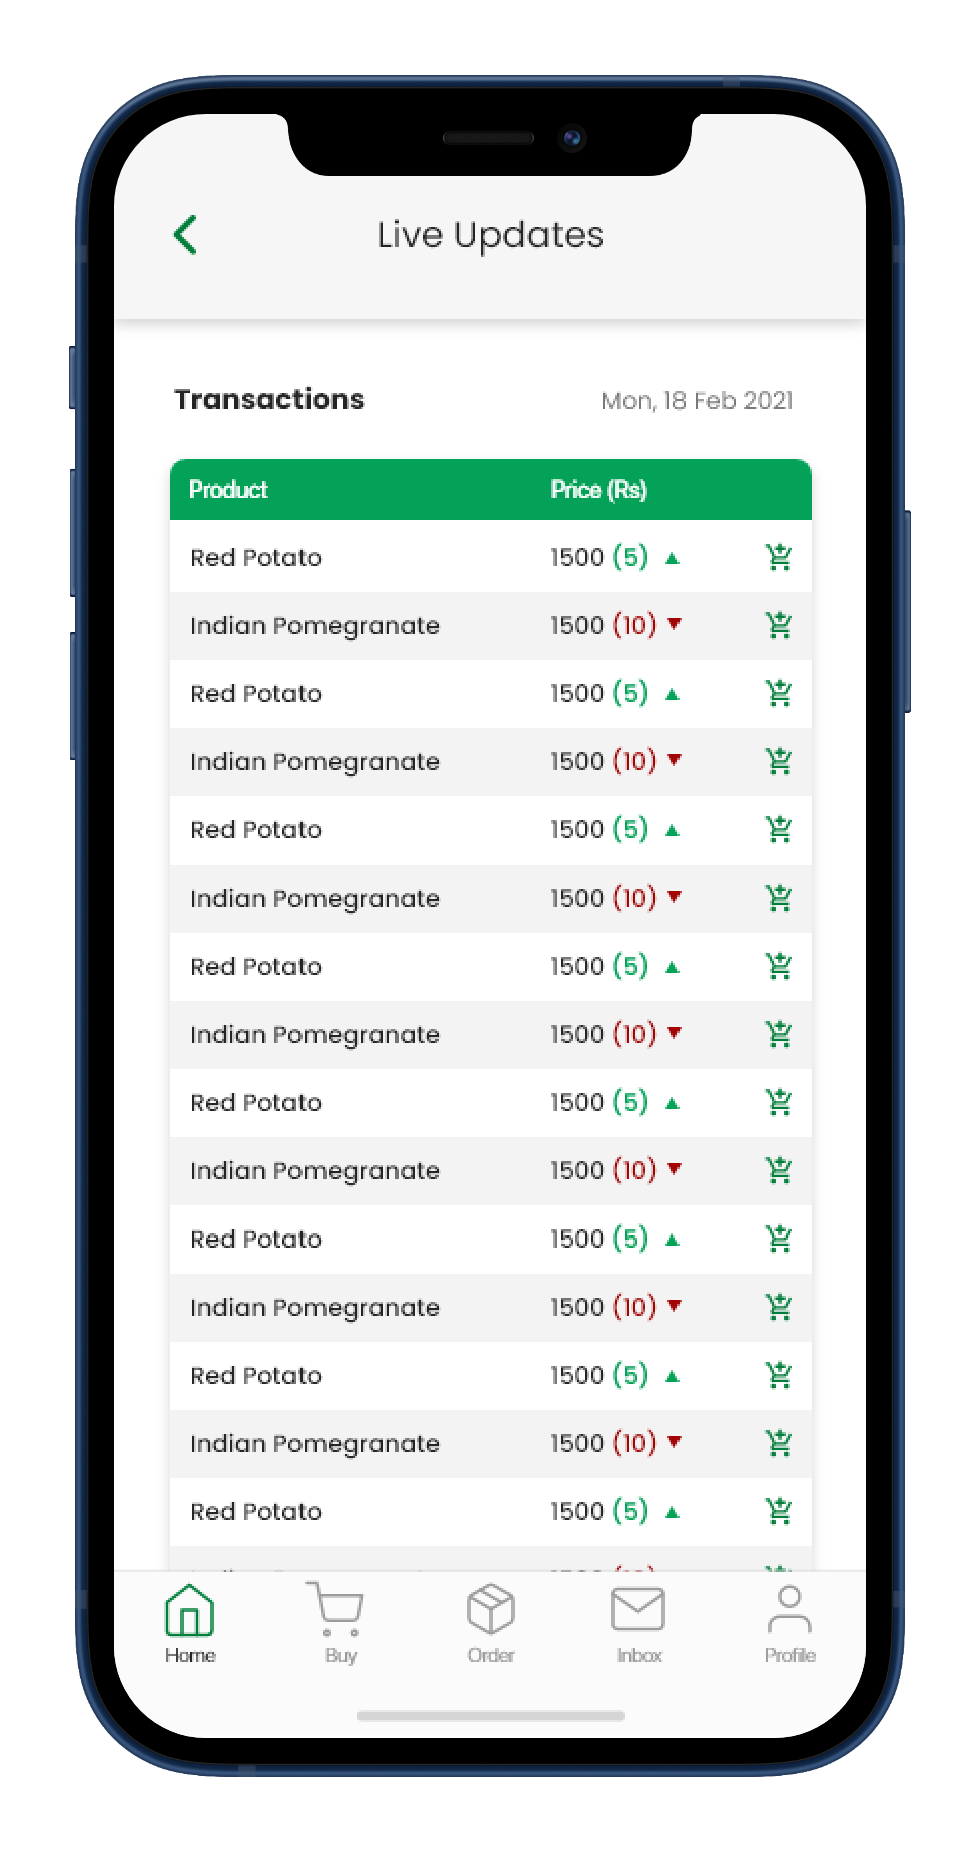 Live Updates
Transactions Mon, 18 Feb 2021
Product Price (Rs)
Red Potato 1500 (5) ▲
Indian Pomegranate 1500 (10) ▼
Red Potato 1500 (5) ▲
Indian Pomegranate 1500 (10) ▼
Red Potato 1500 (5) ▲
Indian Pomegranate 1500 (10) ▼
Red Potato 1500 (5) ▲
Indian Pomegranate 1500 (10) ▼
Red Potato 1500 (5) ▲
Indian Pomegranate 1500 (10) ▼
Red Potato 1500 (5) ▲
Indian Pomegranate 1500 (10) ▼
Red Potato 1500 (5) ▲
Indian Pomegranate 1500 (10) ▼
Red Potato 1500 (5) ▲
Home Buy Order Inbox Profile